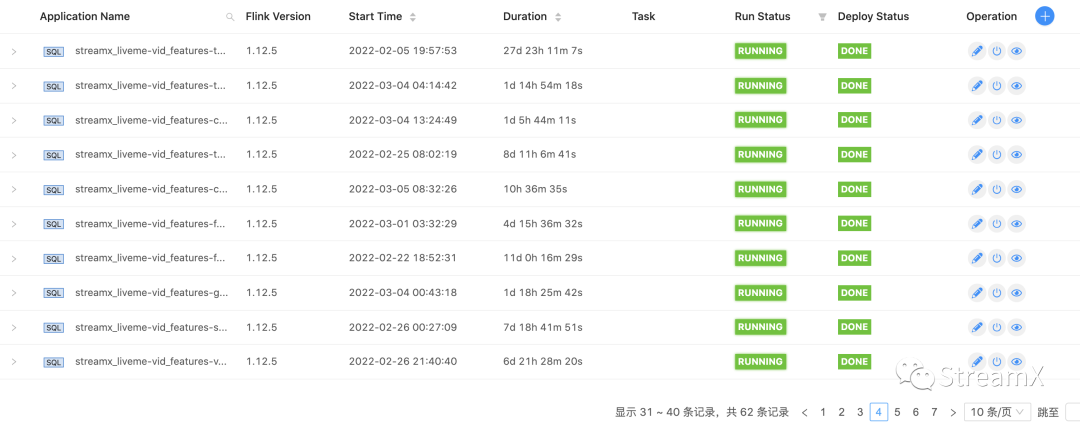 Application Name Flink Version Start Time Duration Task Run Status Deploy Status Operation
SQL streamx_liveme-vid_features-t... 1.12.5 2022-02-05 19:57:53 27d 23h 11m 7s RUNNING DONE
SQL streamx_liveme-vid_features-t... 1.12.5 2022-03-04 04:14:42 1d 14h 54m 18s RUNNING DONE
SQL streamx_liveme-vid_features-c... 1.12.5 2022-03-04 13:24:49 1d 5h 44m 11s RUNNING DONE
SQL streamx_liveme-vid_features-t... 1.12.5 2022-02-25 08:02:19 8d 11h 6m 41s RUNNING DONE
SQL streamx_liveme-vid_features-c... 1.12.5 2022-03-05 08:32:26 10h 36m 35s RUNNING DONE
SQL streamx_liveme-vid_features-f... 1.12.5 2022-03-01 03:32:29 4d 15h 36m 32s RUNNING DONE
SQL streamx_liveme-vid_features-f... 1.12.5 2022-02-22 18:52:31 11d 0h 16m 29s RUNNING DONE
SQL streamx_liveme-vid_features-g... 1.12.5 2022-03-04 00:43:18 1d 18h 25m 42s RUNNING DONE
SQL streamx_liveme-vid_features-s... 1.12.5 2022-02-26 00:27:09 7d 18h 41m 51s RUNNING DONE
SQL streamx_liveme-vid_features-v... 1.12.5 2022-02-26 21:40:40 6d 21h 28m 20s RUNNING DONE
StreamX
显示 31 ~ 40 条记录，共 62 条记录 < 1 2 3 4 5 6 7 > 10 条/页 跳至